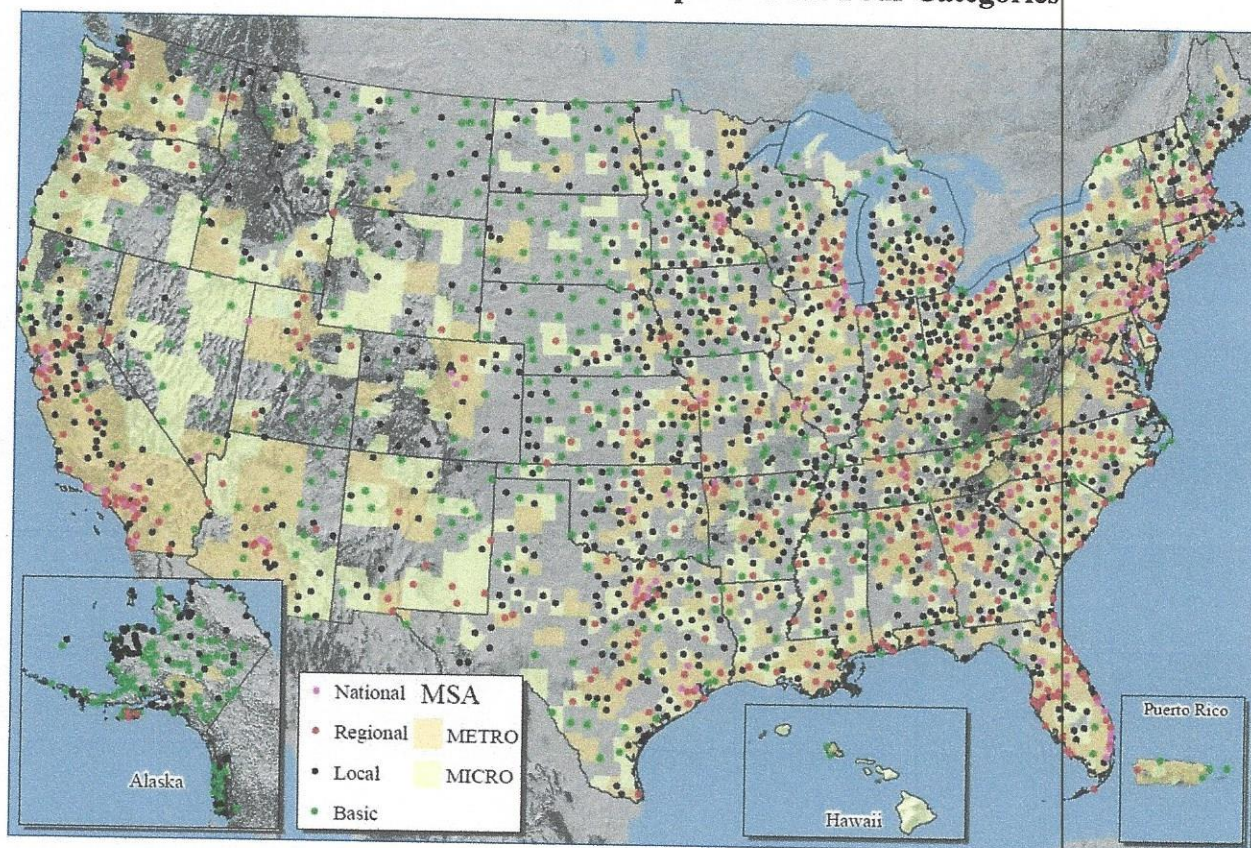 Categories
National MSA
Regional METRO
Local MICRO
Basic
Alaska
Hawaii
Puerto Rico